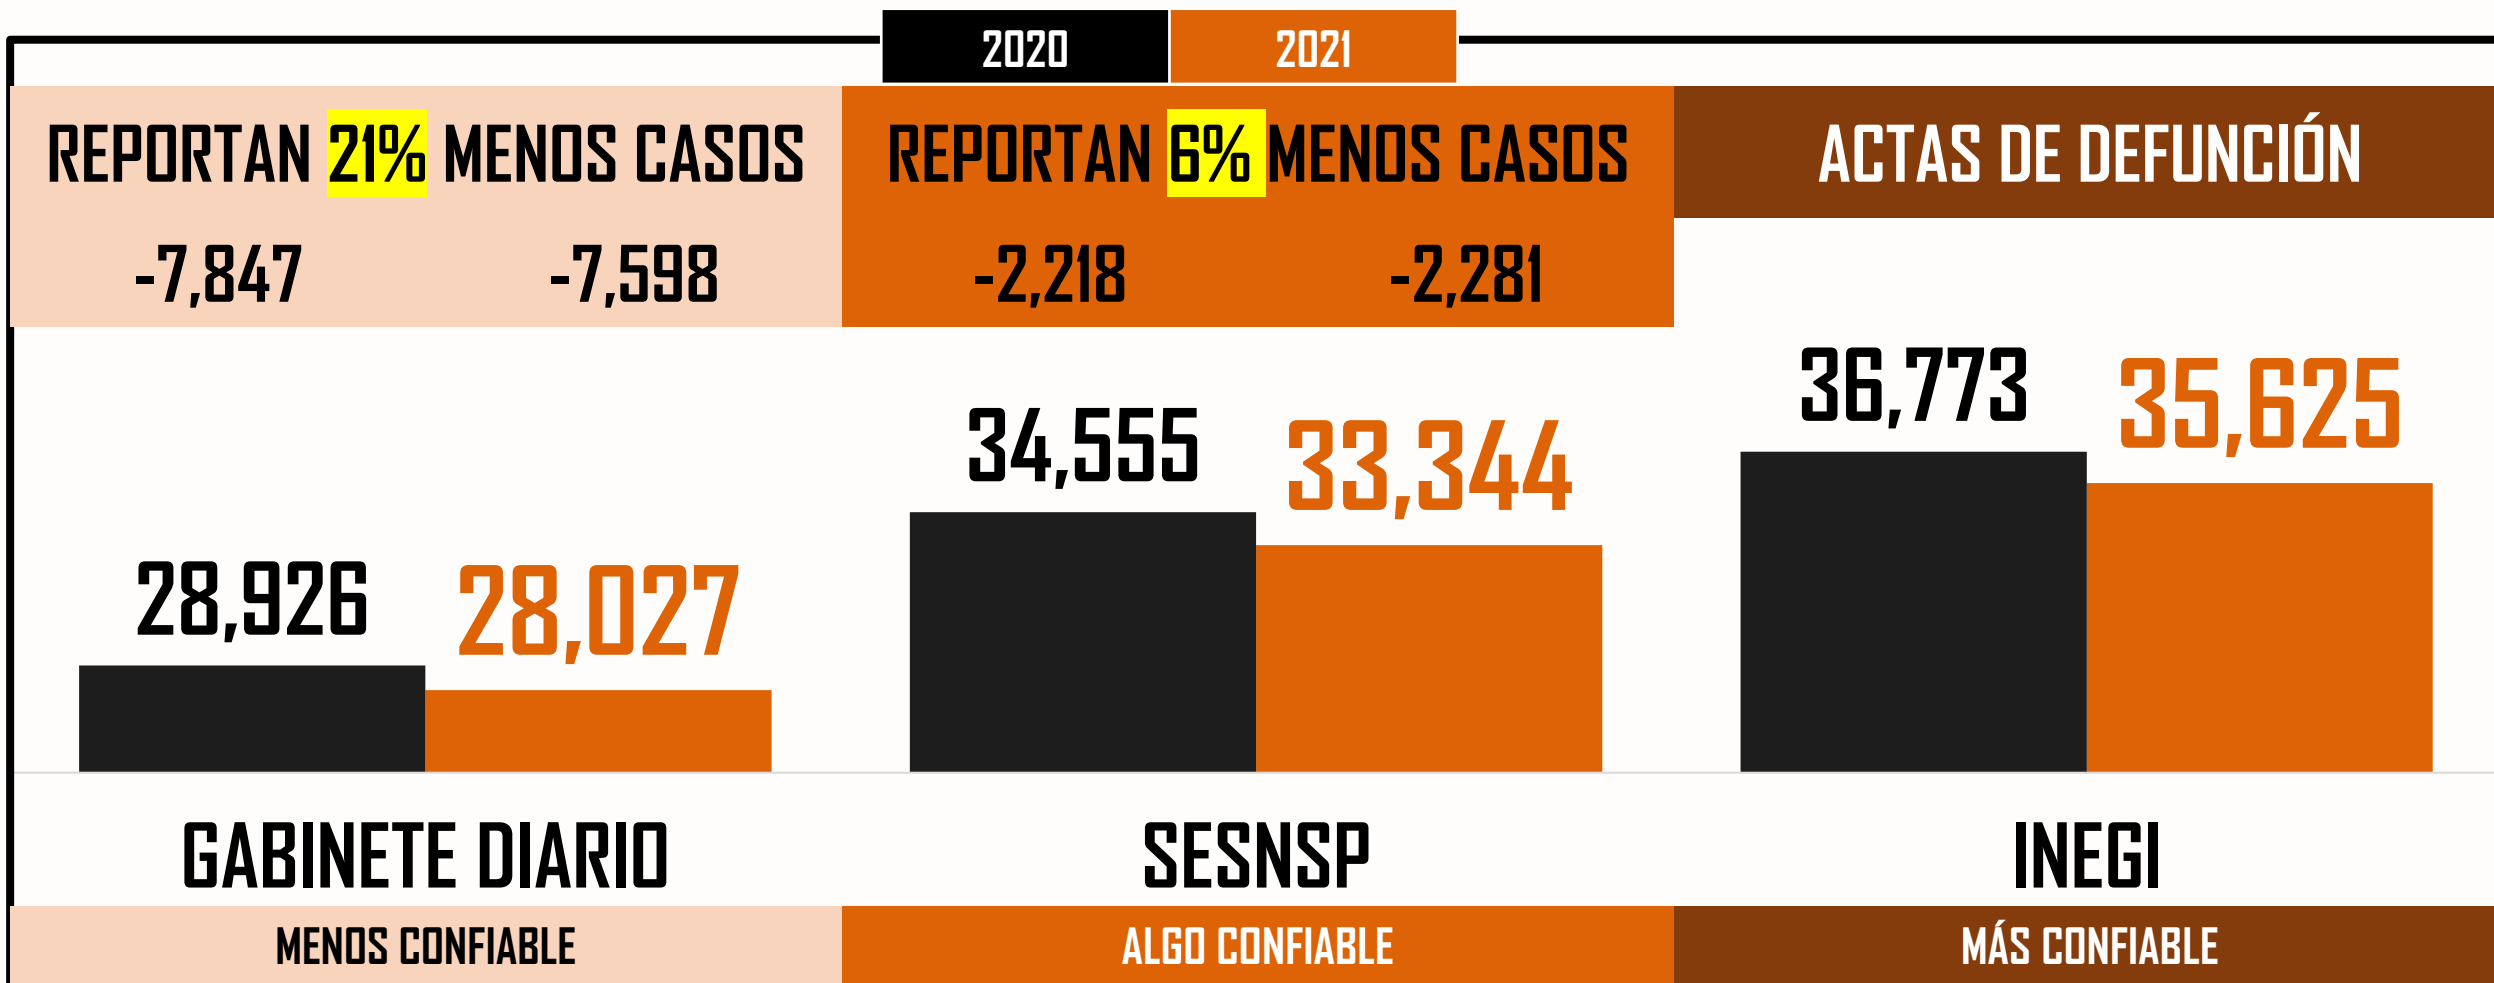 2020 2021
REPORTAN 21% MENOS CASOS REPORTAN 6% MENOS CASOS ACTAS DE DEFUNCIÓN
-7,847 -7,598 -2,218 -2,281
36,773 35,625
34,555 33,344
28,926 28,027
GABINETE DIARIO SESNSP INEGI
MENOS CONFIABLE ALGO CONFIABLE MÁS CONFIABLE